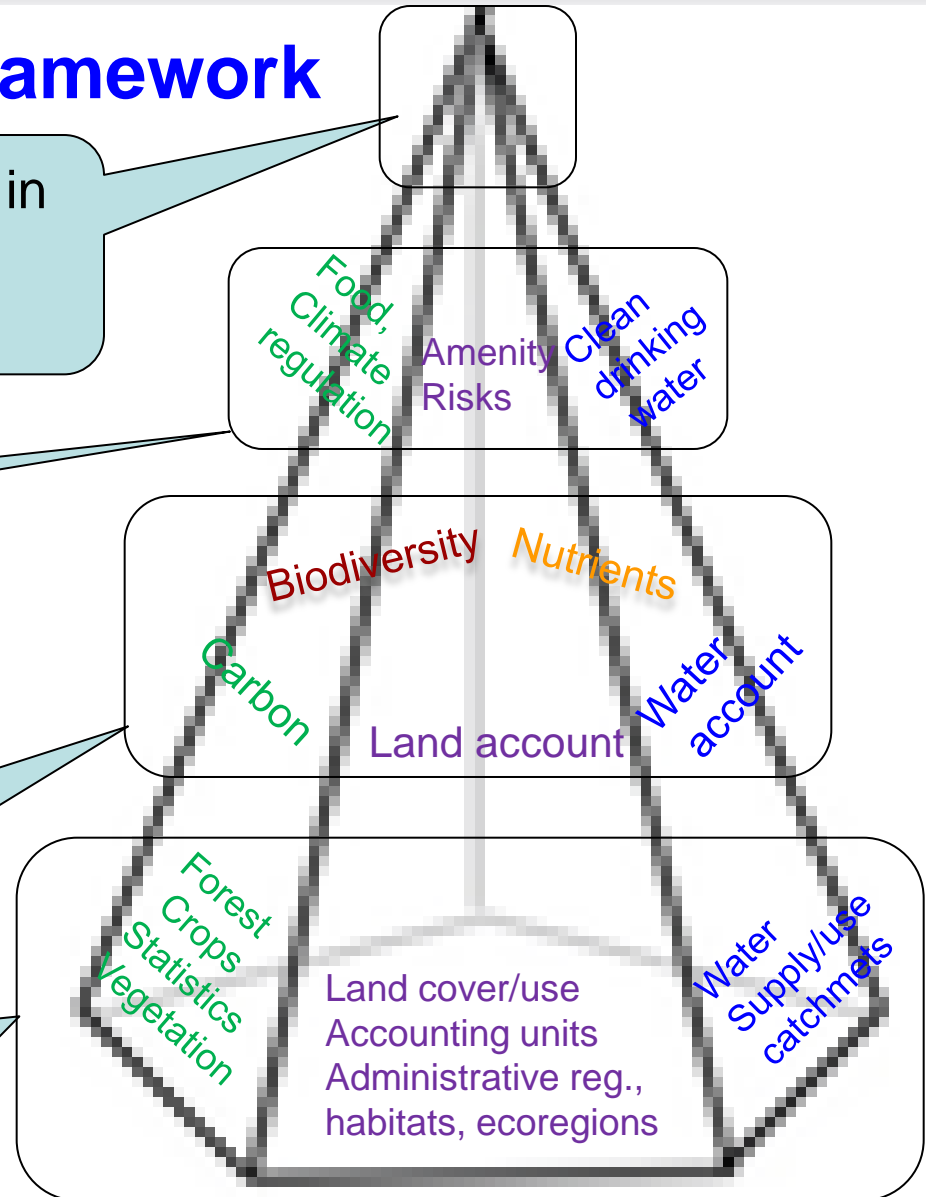 amework
in
Food,
Climate
regulation
Amenity
Risks
Clean
drinking
water
Biodiversity
Nutrients
Carbon
Land account
Water
account
Forest
Crops
Statistics
Vegetation
Land cover/use
Accounting units
Administrative reg.,
habitats, ecoregions
Water
Supply/use
catchmets